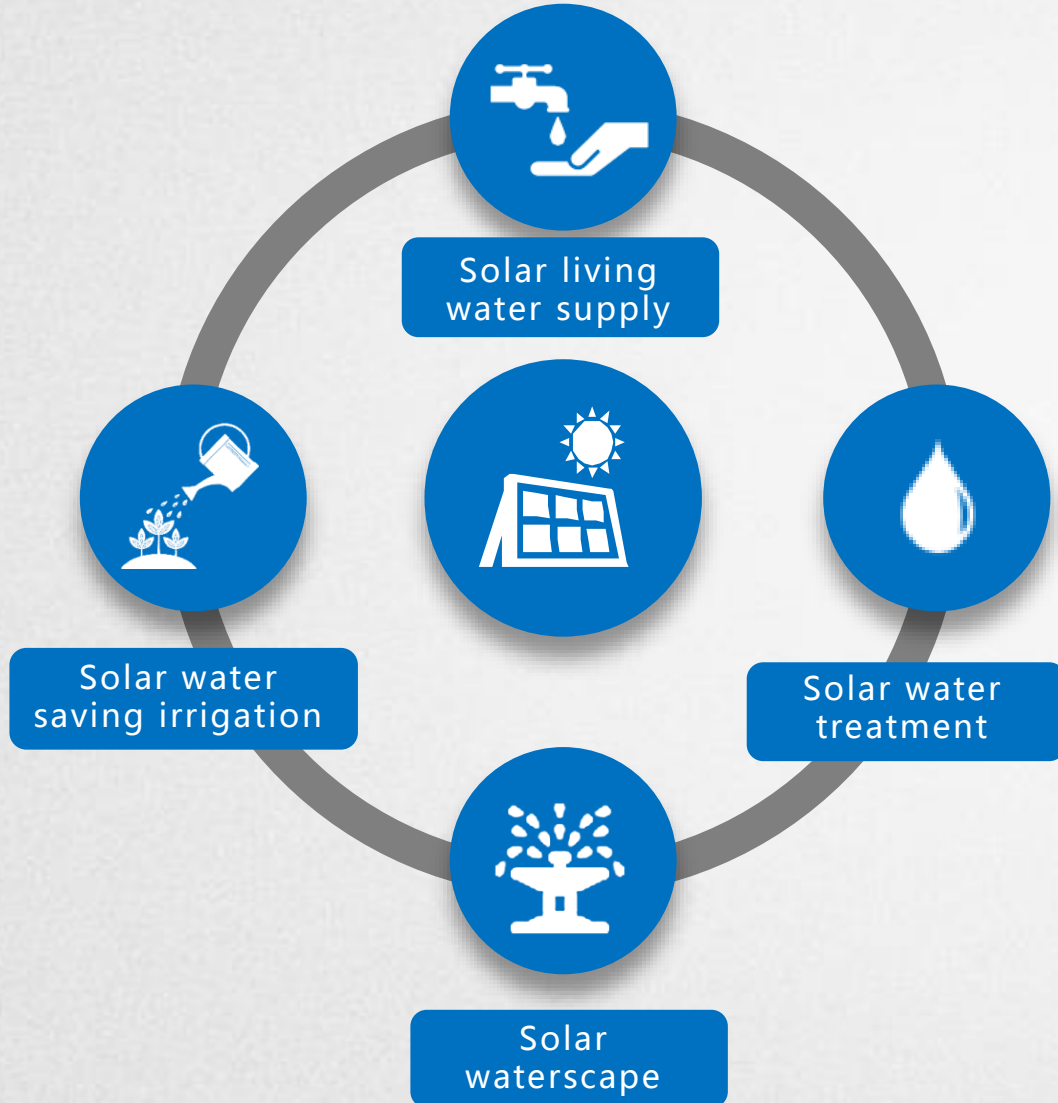 Solar living
water supply
Solar water
saving irrigation
Solar water
treatment
Solar
waterscape